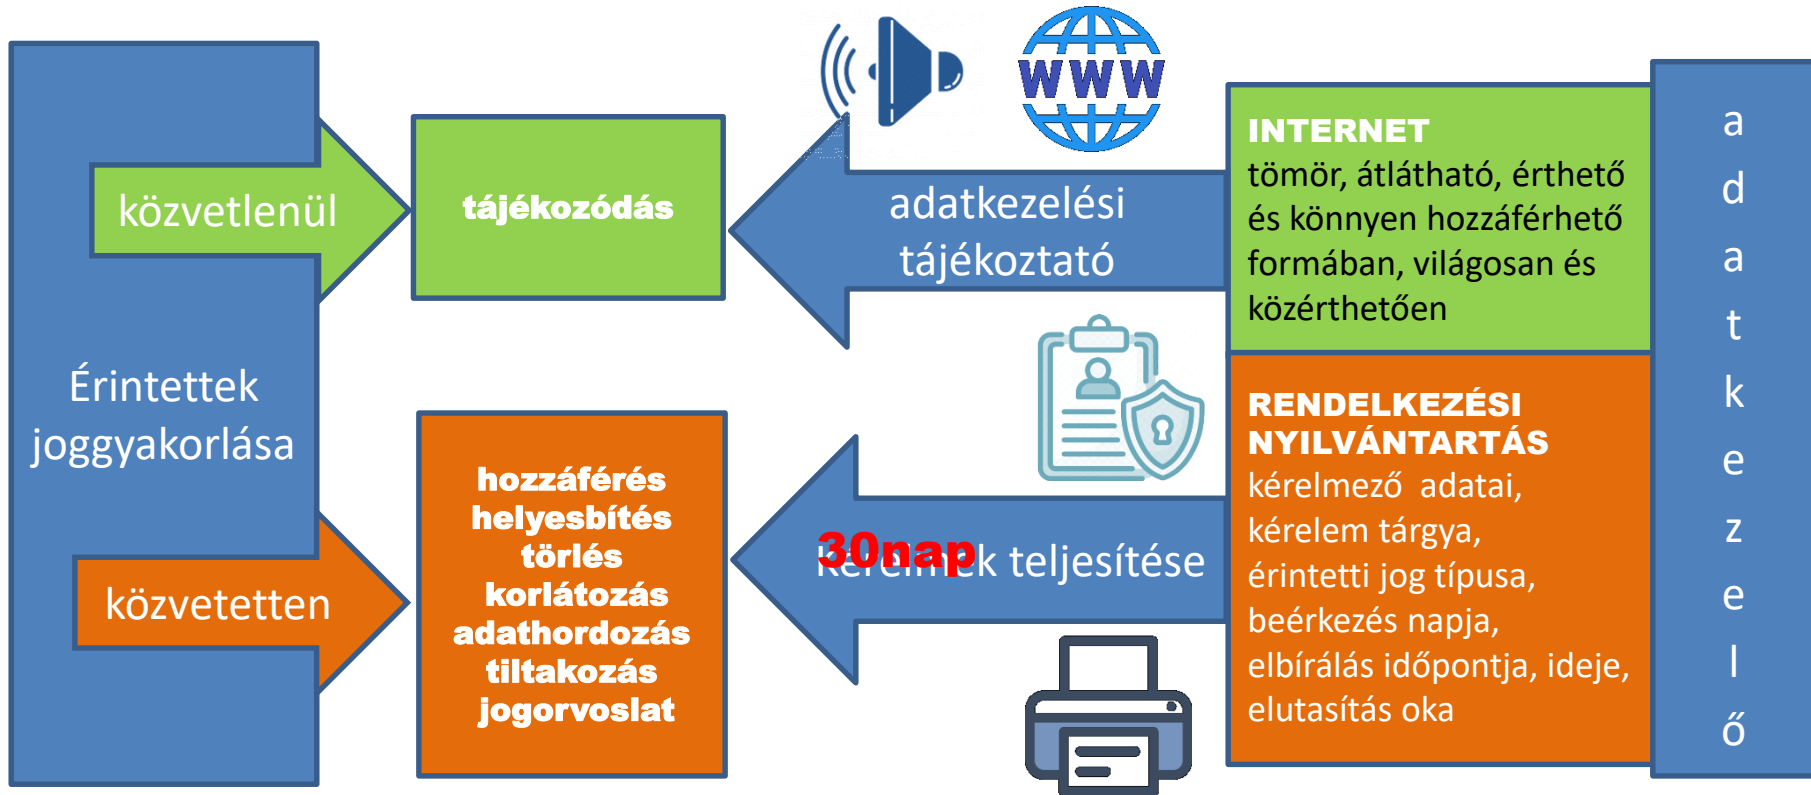 Érintettek
joggyakorlása
közvetlenül
közvetetten
tájékozódás
hozzáférés
helyesbítés
törlés
korlátozás
adathordozás
tiltakozás
jogorvoslat
WWW
adatkezelési
tájékoztató
30nap
kérelmek teljesítése
INTERNET
tömör, átlátható, érthető
és könnyen hozzáférhető
formában, világosan és
közérthetően
RENDELKEZÉSI
NYILVÁNTARTÁS
kérelmező adatai,
kérelem tárgya,
érintetti jog típusa,
beérkezés napja,
elbírálás időpontja, ideje,
elutasítás oka
a
d
a
t
k
e
z
e
l
ő